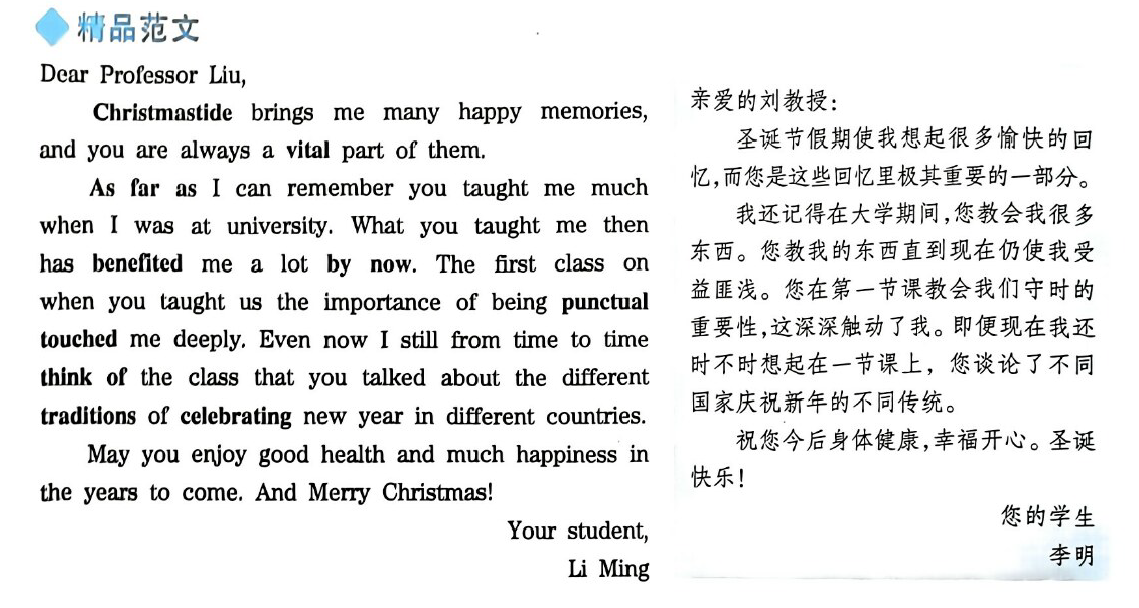 精品范文
Dear Professor Liu,
Christmastide brings me many happy memories,
and you are always a vital part of them.
As far as I can remember you taught me much
when I was at university. What you taught me then
has benefited me a lot by now. The first class on
when you taught us the importance of being punctual
touched me deeply. Even now I still from time to time
think of the class that you talked about the different
traditions of celebrating new year in different countries.
May you enjoy good health and much happiness in
the years to come. And Merry Christmas!
Your student,
Li Ming
亲爱的刘教授:
圣诞节假期使我想起很多愉快的回
忆,而您是这些回忆里极其重要的一部分。
我还记得在大学期间,您教会我很多
东西。您教我的东西直到现在仍使我受
益匪浅。您在第一节课教会我们守时的
重要性,这深深触动了我。即便现在我还
时不时想起在一节课上，您谈论了不同
国家庆祝新年的不同传统。
祝您今后身体健康,幸福开心。圣诞
快乐!
您的学生
李明